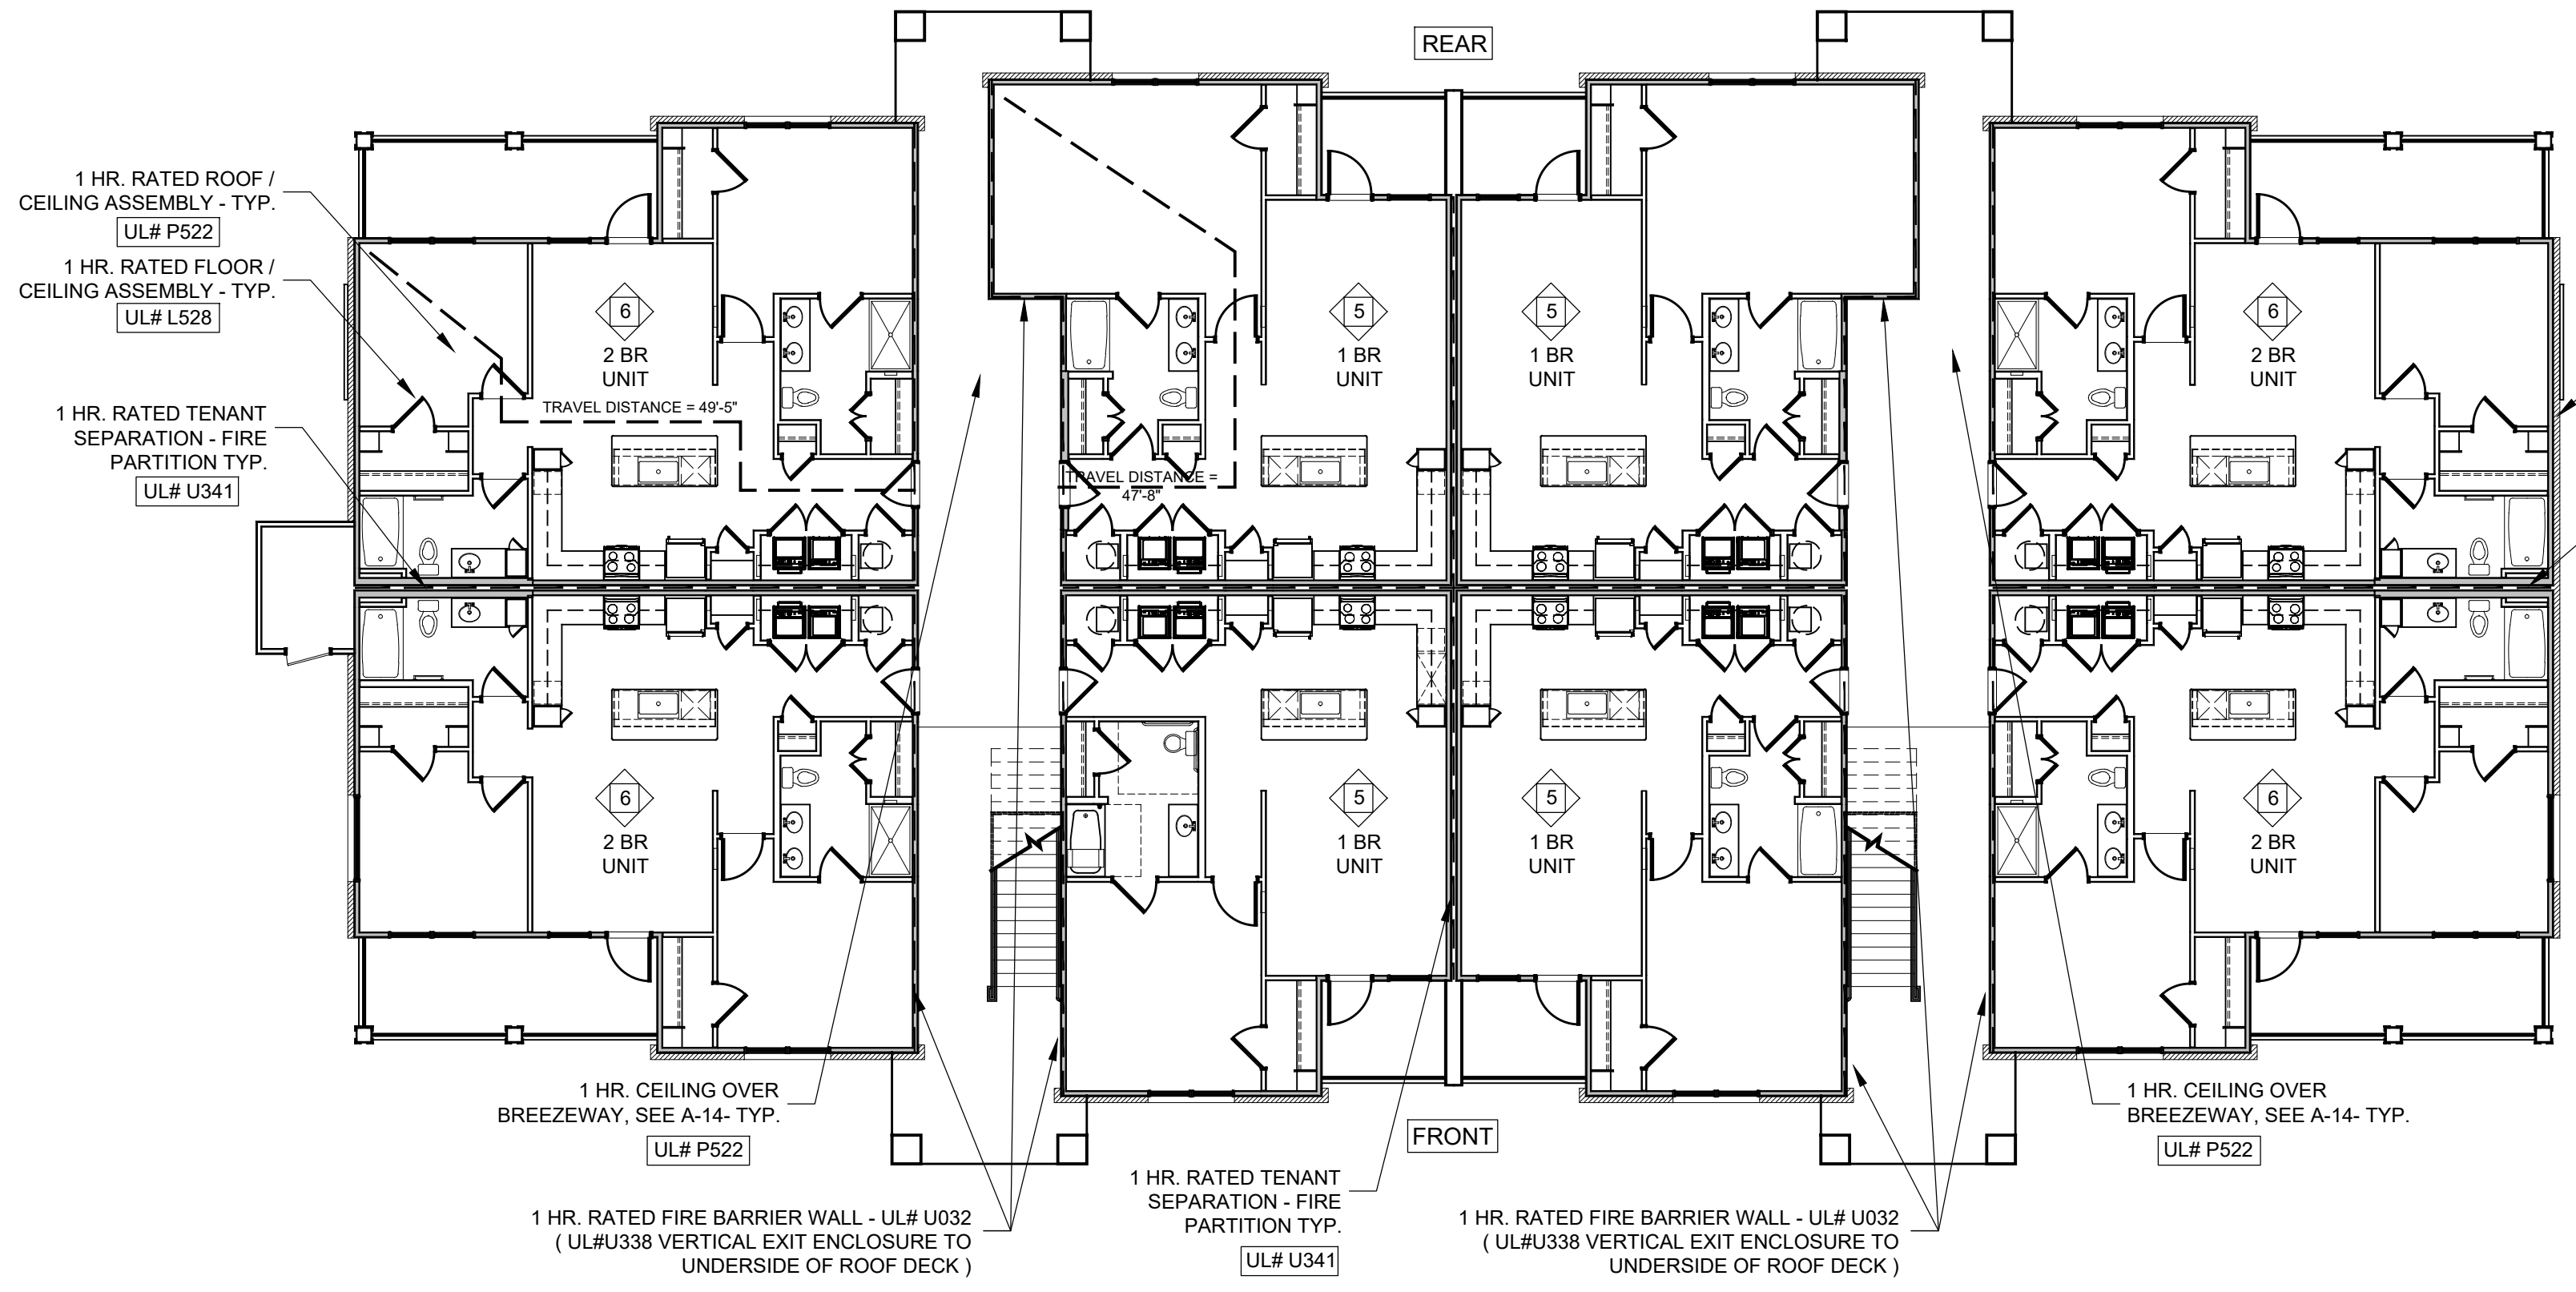 REAR
1 HR. RATED ROOF /
CEILING ASSEMBLY - TYP.
UL# P522
1 HR. RATED FLOOR /
CEILING ASSEMBLY - TYP.
UL# L528
1 HR. RATED TENANT
SEPARATION - FIRE
PARTITION TYP.
UL# U341
6
2 BR
UNIT
TRAVEL DISTANCE = 49'-5"
5
1 BR
UNIT
TRAVEL DISTANCE =
47'-8"
5
1 BR
UNIT
6
2 BR
UNIT
6
2 BR
UNIT
5
1 BR
UNIT
5
1 BR
UNIT
6
2 BR
UNIT
1 HR. CEILING OVER
BREEZEWAY, SEE A-14- TYP.
UL# P522
FRONT
1 HR. CEILING OVER
BREEZEWAY, SEE A-14- TYP.
UL# P522
1 HR. RATED FIRE BARRIER WALL - UL# U032
( UL#U338 VERTICAL EXIT ENCLOSURE TO
UNDERSIDE OF ROOF DECK )
1 HR. RATED TENANT
SEPARATION - FIRE
PARTITION TYP.
UL# U341
1 HR. RATED FIRE BARRIER WALL - UL# U032
( UL#U338 VERTICAL EXIT ENCLOSURE TO
UNDERSIDE OF ROOF DECK )